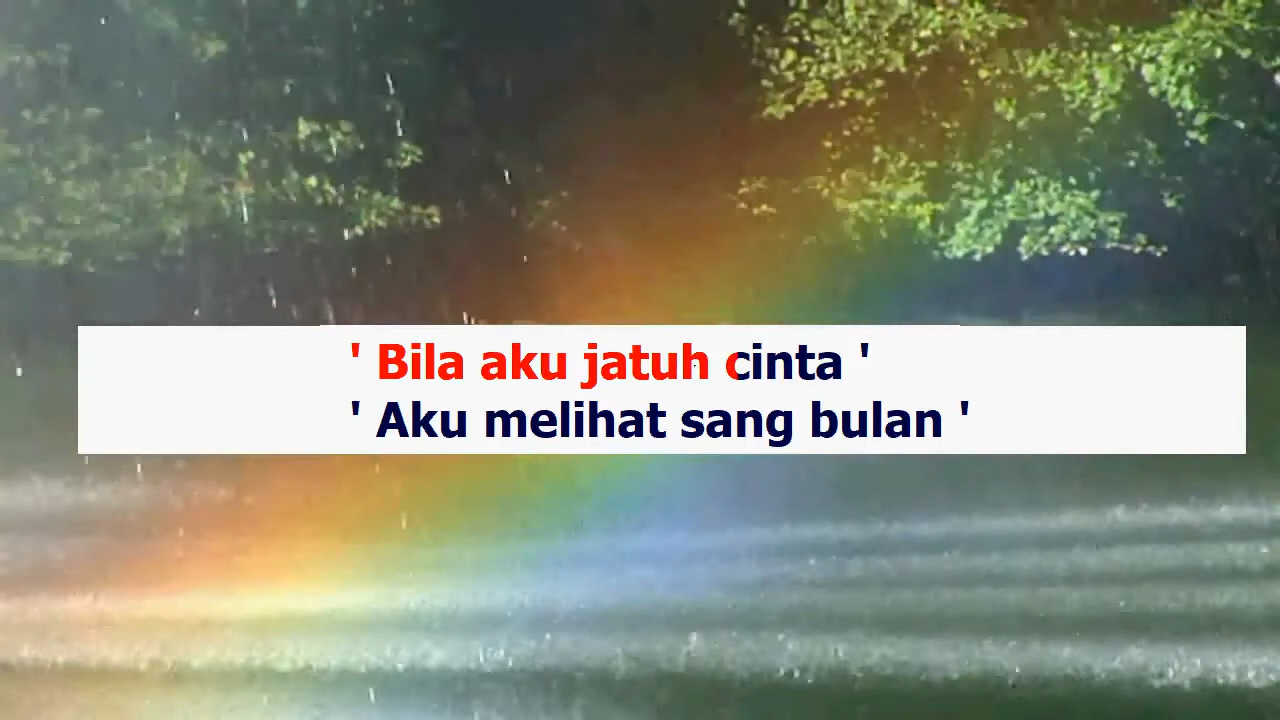 ' Bila aku jatuh cinta '
' Aku melihat sang bulan '